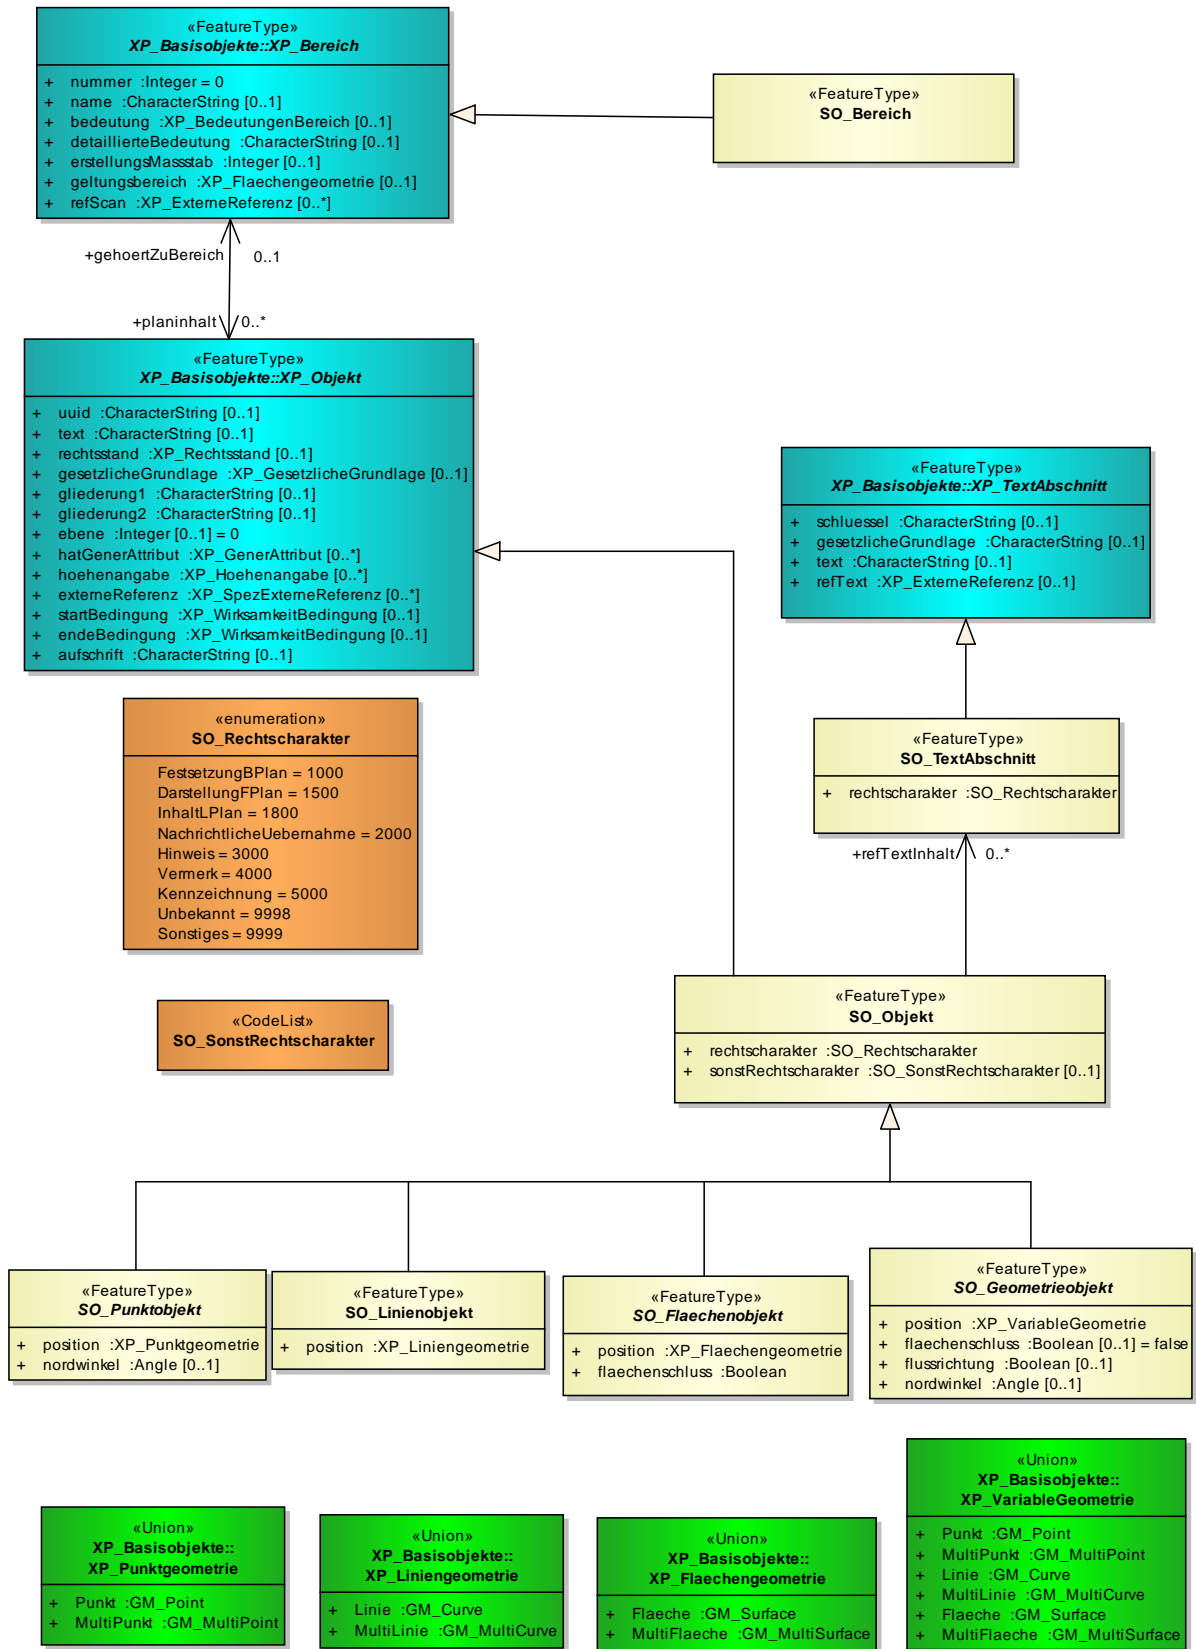 «FeatureType»
XP_Basisobjekte::XP_Bereich
+ nummer :Integer = 0
+ name :CharacterString [0..1]
+ bedeutung :XP_BedeutungenBereich [0..1]
+ detaillierteBedeutung :CharacterString [0..1]
+ erstellungsMassstab :Integer [0..1]
+ geltungsbereich :XP_Flaechengeometrie [0..1]
+ refScan :XP_ExterneReferenz [0..*]
«FeatureType»
SO_Bereich
+gehoertZuBereich 0..1
+planinhalt 0..*
«FeatureType»
XP_Basisobjekte::XP_Objekt
+ uuid :CharacterString [0..1]
+ text :CharacterString [0..1]
+ rechtsstand :XP_Rechtsstand [0..1]
+ gesetzlicheGrundlage :XP_GesetzlicheGrundlage [0..1]
+ gliederung1 :CharacterString [0..1]
+ gliederung2 :CharacterString [0..1]
+ ebene :Integer [0..1] = 0
+ hatGenerAttribut :XP_GenerAttribut [0..*]
+ hoehenangabe :XP_Hoehenangabe [0..*]
+ externeReferenz :XP_SpezExterneReferenz [0..*]
+ startBedingung :XP_WirksamkeitBedingung [0..1]
+ endeBedingung :XP_WirksamkeitBedingung [0..1]
+ aufschrift :CharacterString [0..1]
«FeatureType»
XP_Basisobjekte::XP_TextAbschnitt
+ schluessel :CharacterString [0..1]
+ gesetzlicheGrundlage :CharacterString [0..1]
+ text :CharacterString [0..1]
+ refText :XP_ExterneReferenz [0..1]
«enumeration»
SO_Rechtscharakter
FestsetzungBPlan = 1000
DarstellungFPlan = 1500
InhaltLPlan = 1800
NachrichtlicheUebernahme = 2000
Hinweis = 3000
Vermerk = 4000
Kennzeichnung = 5000
Unbekannt = 9998
Sonstiges = 9999
«FeatureType»
SO_TextAbschnitt
+ rechtscharakter :SO_Rechtscharakter
+refTextInhalt 0..*
«CodeList»
SO_SonstRechtscharakter
«FeatureType»
SO_Objekt
+ rechtscharakter :SO_Rechtscharakter
+ sonstRechtscharakter :SO_SonstRechtscharakter [0..1]
«FeatureType»
SO_Punktobjekt
+ position :XP_Punktgeometrie
+ nordwinkel :Angle [0..1]
«FeatureType»
SO_Linienobjekt
+ position :XP_Liniengeometrie
«FeatureType»
SO_Flaechenobjekt
+ position :XP_Flaechengeometrie
+ flaechenschluss :Boolean
«FeatureType»
SO_Geometrieobjekt
+ position :XP_VariableGeometrie
+ flaechenschluss :Boolean [0..1] = false
+ flussrichtung :Boolean [0..1]
+ nordwinkel :Angle [0..1]
«Union»
XP_Basisobjekte::
XP_Punktgeometrie
+ Punkt :GM_Point
+ MultiPunkt :GM_MultiPoint
«Union»
XP_Basisobjekte::
XP_Liniengeometrie
+ Linie :GM_Curve
+ MultiLinie :GM_MultiCurve
«Union»
XP_Basisobjekte::
XP_Flaechengeometrie
+ Flaeche :GM_Surface
+ MultiFlaeche :GM_MultiSurface
«Union»
XP_Basisobjekte::
XP_VariableGeometrie
+ Punkt :GM_Point
+ MultiPunkt :GM_MultiPoint
+ Linie :GM_Curve
+ MultiLinie :GM_MultiCurve
+ Flaeche :GM_Surface
+ MultiFlaeche :GM_MultiSurface